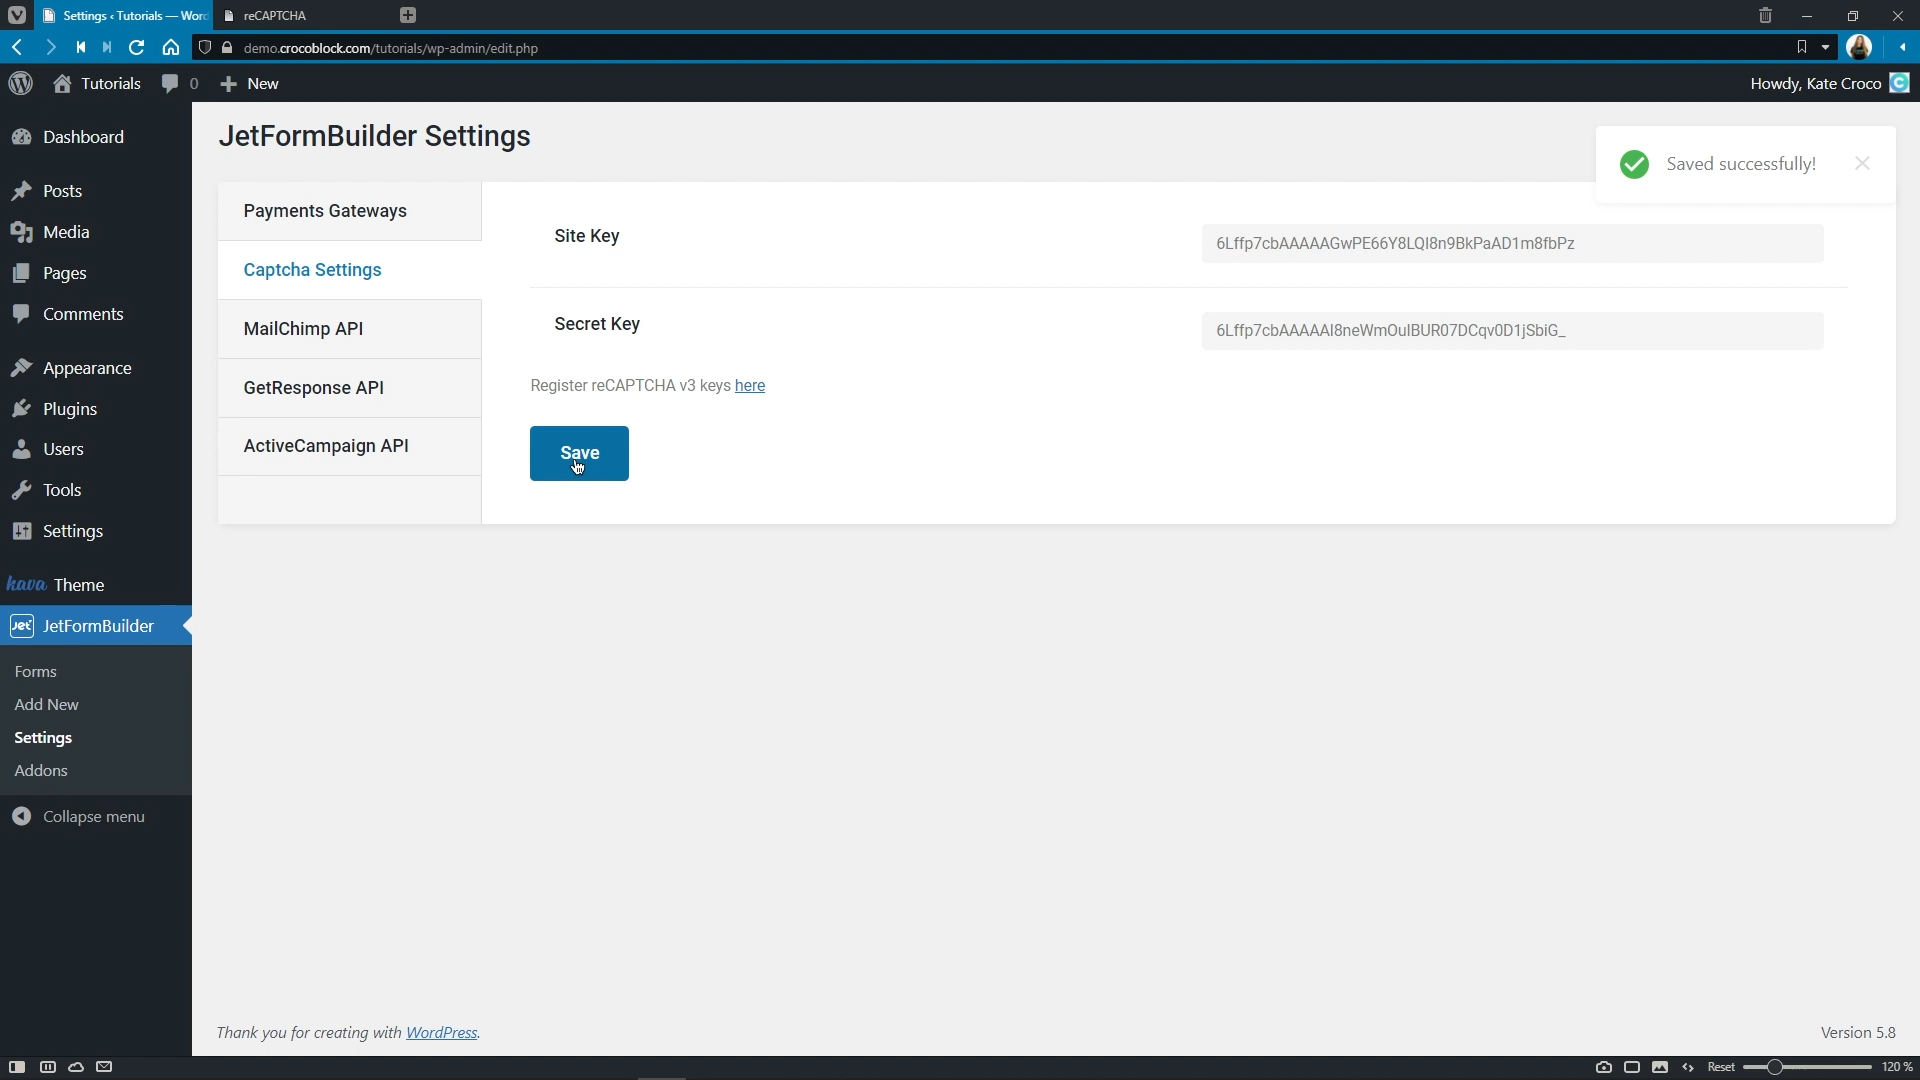 Settings ‹ Tutorials — Word
reCAPTCHA
demo.crocoblock.com/tutorials/wp-admin/edit.php
Tutorials
0
New
Howdy, Kate Croco
Dashboard
Posts
Media
Pages
Comments
Appearance
Plugins
Users
Tools
Settings
hava Theme
JET JetFormBuilder
Forms
Add New
Settings
Addons
Collapse menu
JetFormBuilder Settings
Saved successfully!
Payments Gateways
Captcha Settings
MailChimp API
GetResponse API
ActiveCampaign API
Site Key
6Lffp7cbAAAAAGwPE66Y8LQI8n9BkPaAD1m8fbPz
Secret Key
6Lffp7cbAAAAAI8neWmOuIBUR07DCqv0D1jSbiG_
Register reCAPTCHA v3 keys here
Save
Thank you for creating with WordPress.
Version 5.8
Reset
120 %